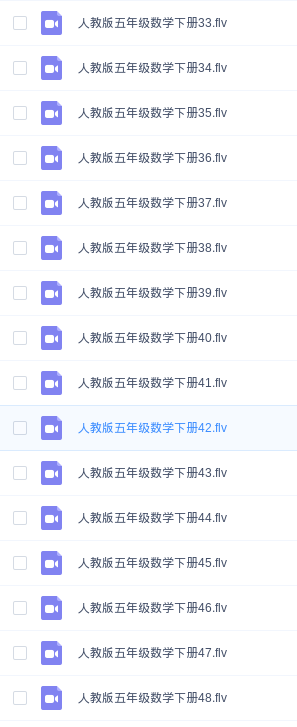 人教版五年级数学下册33.flv
人教版五年级数学下册34.flv
人教版五年级数学下册35.flv
人教版五年级数学下册36.flv
人教版五年级数学下册37.flv
人教版五年级数学下册38.flv
人教版五年级数学下册39.flv
人教版五年级数学下册40.flv
人教版五年级数学下册41.flv
人教版五年级数学下册42.flv
人教版五年级数学下册43.flv
人教版五年级数学下册44.flv
人教版五年级数学下册45.flv
人教版五年级数学下册46.flv
人教版五年级数学下册47.flv
人教版五年级数学下册48.flv